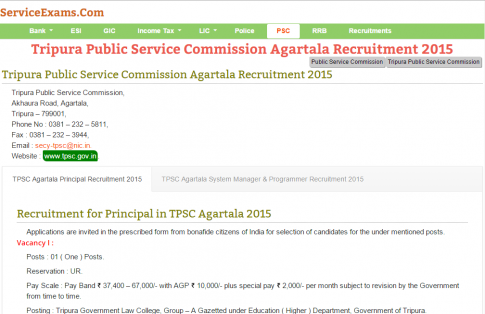 ServiceExams.Com
Bank ESI GIC Income Tax LIC Police PSC RRB Recruitments
Tripura Public Service Commission Agartala Recruitment 2015
Public Service Commission Tripura Public Service Commission
Tripura Public Service Commission Agartala Recruitment 2015
Tripura Public Service Commission,
Akhaura Road, Agartala,
Tripura – 799001,
Phone No : 0381 – 232 – 5811,
Fax : 0381 – 232 – 3944,
Email : secy-tpsc@nic.in
Website : www.tpsc.gov.in
TPSC Agartala Principal Recruitment 2015 TPSC Agartala System Manager & Programmer Recruitment 2015
Recruitment for Principal in TPSC Agartala 2015
Applications are invited in the prescribed form from bonafide citizens of India for selection of candidates for the under mentioned posts.
Vacancy I :
Posts : 01 ( One ) Posts.
Reservation : UR.
Pay Scale : Pay Band ₹ 37,400 – 67,000/- with AGP ₹ 10,000/- plus special pay ₹ 2,000/- per month subject to revision by the Government
from time to time.
Posting : Tripura Government Law College, Group – A Gazetted under Education ( Higher ) Department, Government of Tripura.